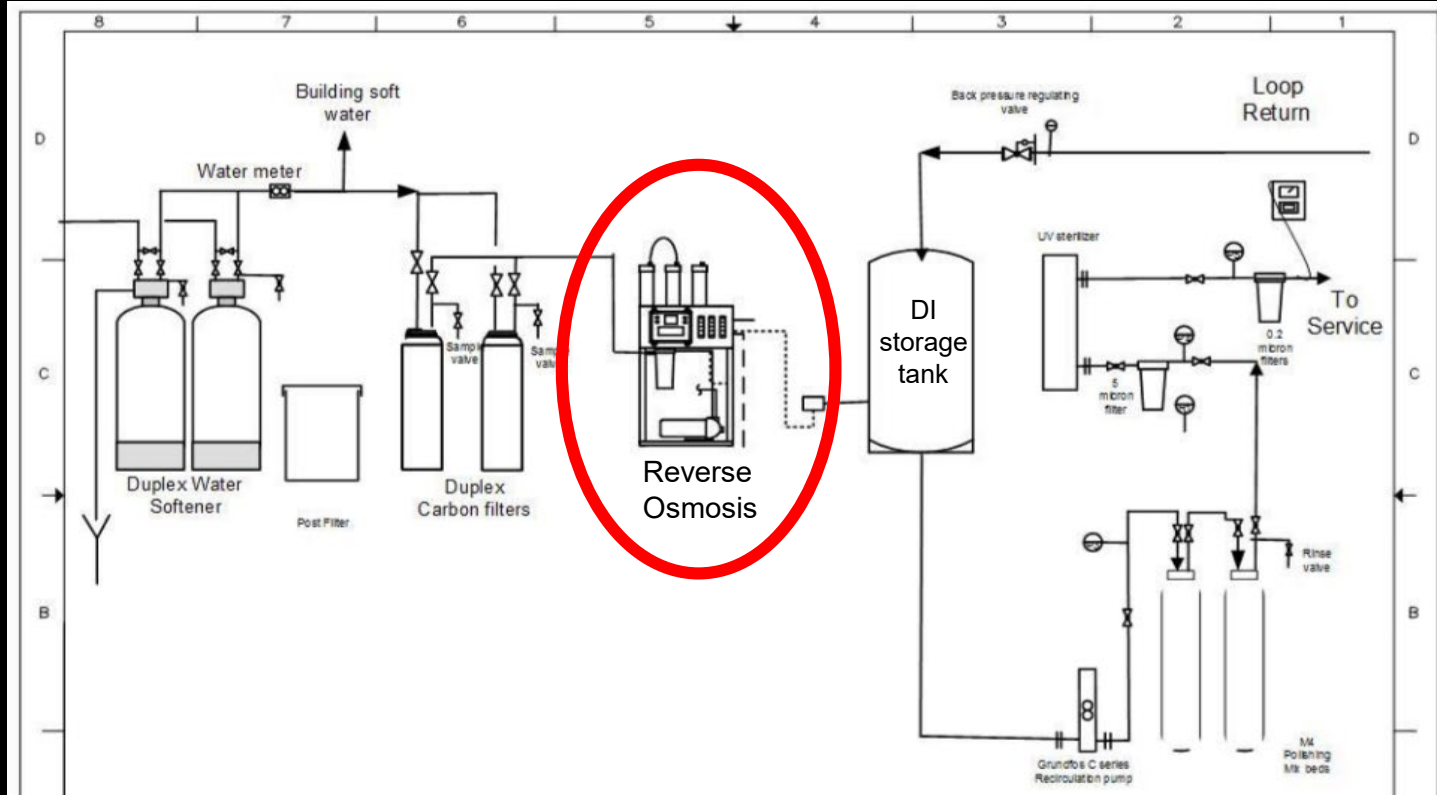 8 7 6 5 4 3 2 1
D
D
C
C
B
B
Building soft
water
Water meter
Duplex Water
Softener
Post Filter
Sample
valve
Sample
valve
Duplex
Carbon filters
Reverse
Osmosis
DI
storage
tank
Back pressure regulating
valve
Loop
Return
UV sterilizer
To
Service
0.2
micron
filters
5
micron
filter
Rinse
valve
Grundfos C series
Recirculation pump
M4
Polishing
Mix beds